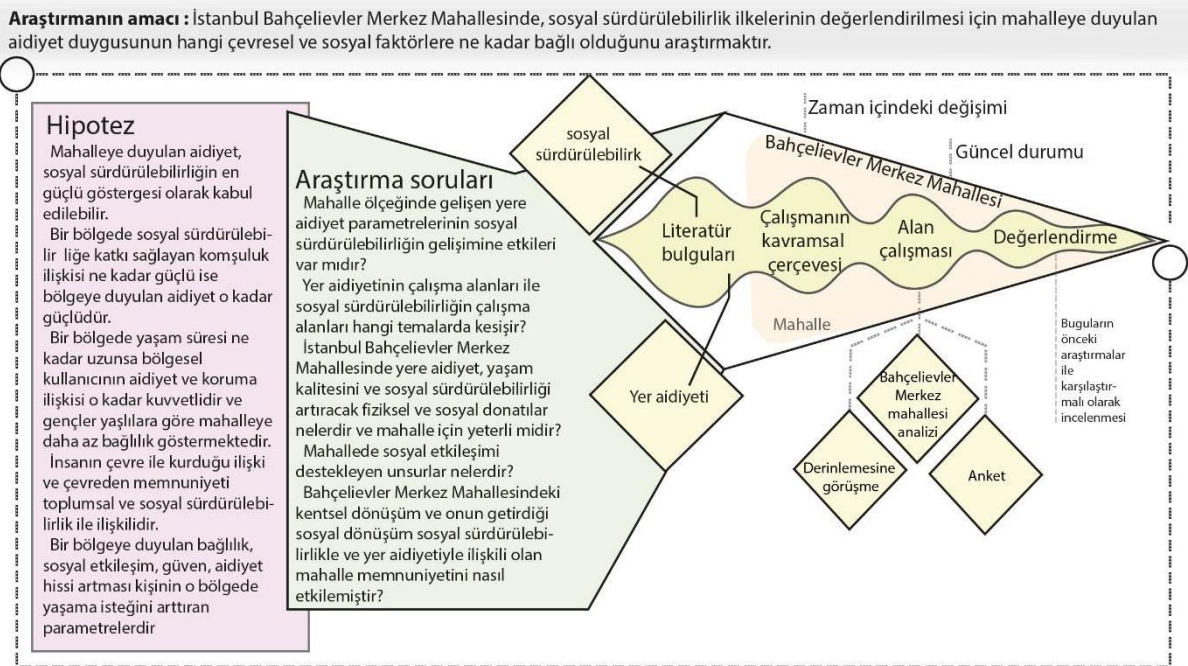 Araştırmanın amacı : İstanbul Bahçelievler Merkez Mahallesinde, sosyal sürdürülebilirlik ilkelerinin değerlendirilmesi için mahalleye duyulan
aidiyet duygusunun hangi çevresel ve sosyal faktörlere ne kadar bağlı olduğunu araştırmaktır.
Hipotez
Mahalleye duyulan aidiyet,
sosyal sürdürülebilirliğin en
güçlü göstergesi olarak kabul
edilebilir.
Bir bölgede sosyal sürdürülebi-
lir liğe katkı sağlayan komşuluk
ilişkisi ne kadar güçlü ise
bölgeye duyulan aidiyet o kadar
güçlüdür.
Bir bölgede yaşam süresi ne
kadar uzunsa bölgesel
kullanıcının aidiyet ve koruma
ilişkisi o kadar kuvvetlidir ve
gençler yaşlılara göre mahalleye
daha az bağlılık göstermektedir.
İnsanın çevre ile kurduğu ilişki
ve çevreden memnuniyeti
toplumsal ve sosyal sürdürülebi-
lirlik ile ilişkilidir.
Bir bölgeye duyulan bağlılık,
sosyal etkileşim, güven, aidiyet
hissi artması kişinin o bölgede
yaşama isteğini arttıran
parametrelerdir
Araştırma soruları
Mahalle ölçeğinde gelişen yere
aidiyet parametrelerinin sosyal
sürdürülebilirliğin gelişimine etkileri
var mıdır?
Yer aidiyetinin çalışma alanları ile
sosyal sürdürülebilirliğin çalışma
alanları hangi temalarda kesişir?
İstanbul Bahçelievler Merkez
Mahallesinde yere aidiyet, yaşam
kalitesini ve sosyal sürdürülebilirliği
artıracak fiziksel ve sosyal donatılar
nelerdir ve mahalle için yeterli midir?
Mahallede sosyal etkileşimi
destekleyen unsurlar nelerdir?
Bahçelievler Merkez Mahallesindeki
kentsel dönüşüm ve onun getirdiği
sosyal dönüşüm sosyal sürdürülebi-
lirlikle ve yer aidiyetiyle ilişkili olan
mahalle memnuniyetini nasıl
etkilemiştir?
sosyal
sürdürülebilirk
Yer aidiyeti
Literatür
bulguları
Çalışmanın
kavramsal
çerçevesi
Alan
çalışması
Değerlendirme
Zaman içindeki değişimi
Güncel durumu
Bahçelievler Merkez Mahallesi
Mahalle
Bahçelievler
Merkez
mahallesi
analizi
Derinlemesine
görüşme
Anket
Buguların
önceki
araştırmalar
ile
karşılaştır-
malı olarak
incelenmesi